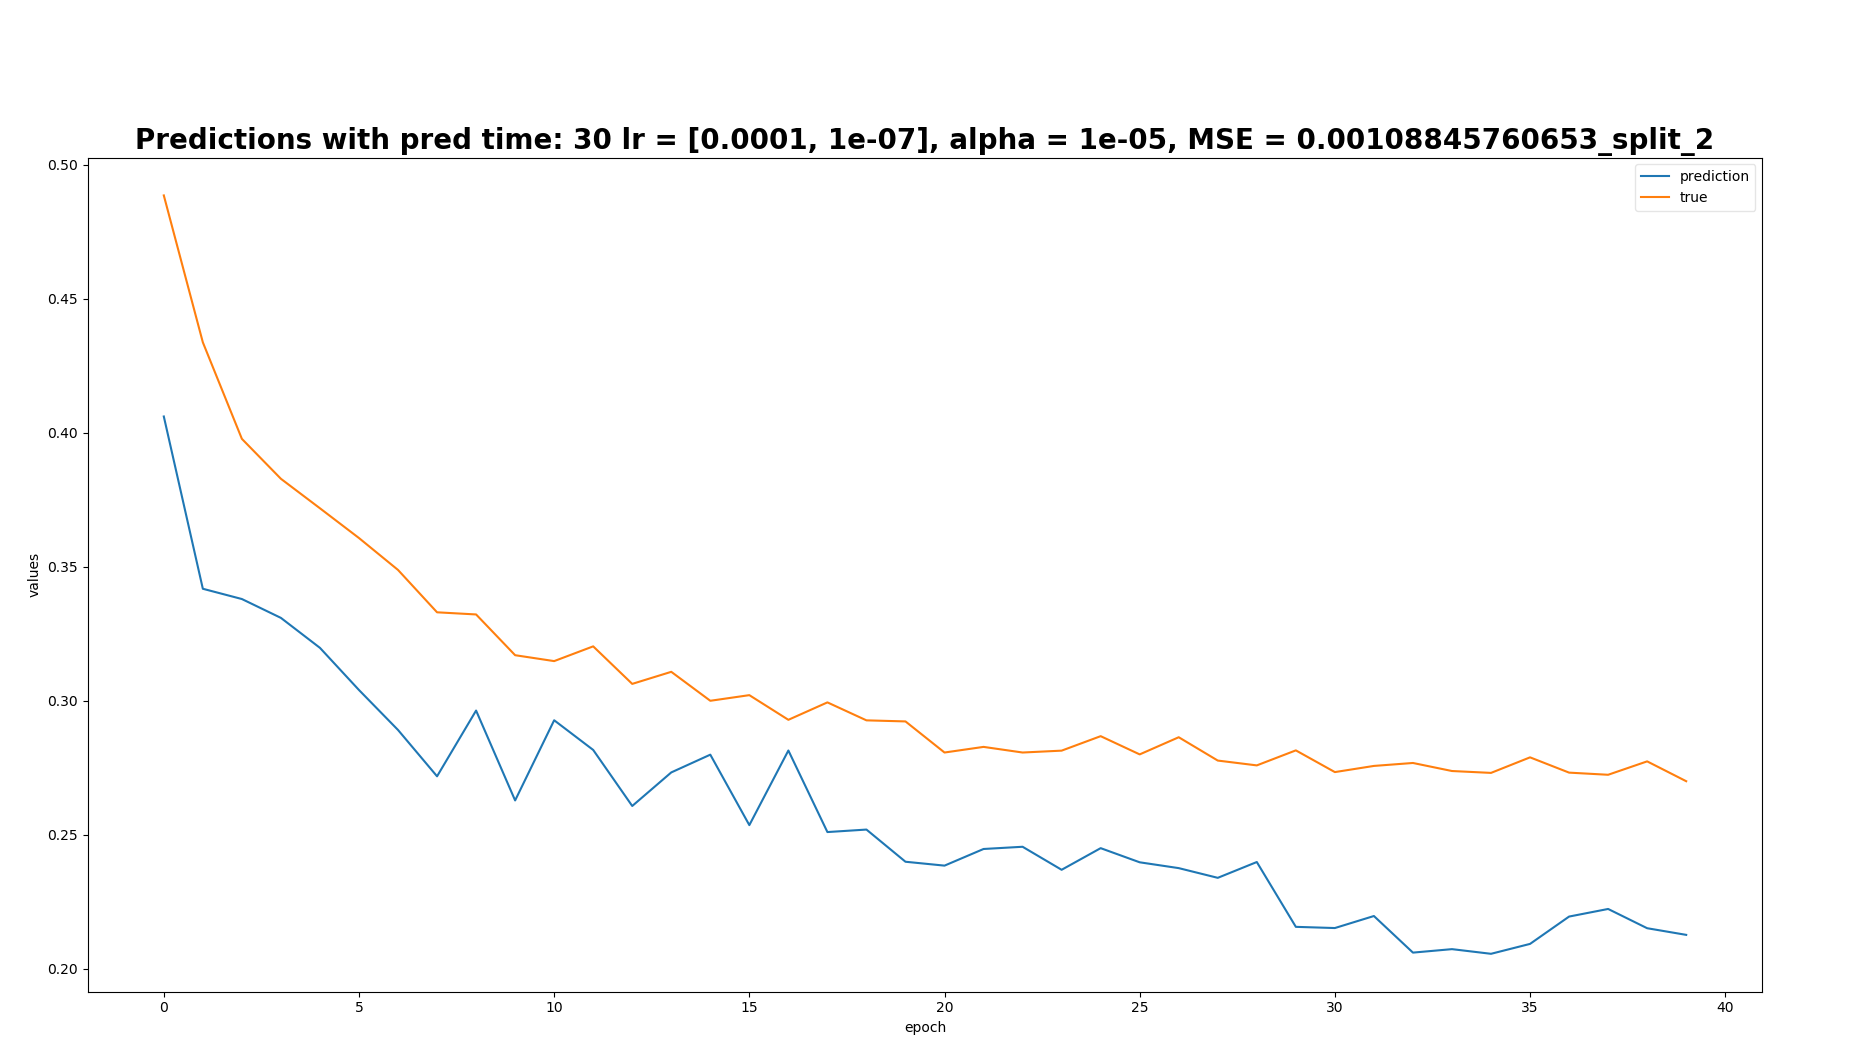 Predictions with pred time: 30 lr = [0.0001, 1e-07], alpha = 1e-05, MSE = 0.00108845760653_split_2
prediction
true
0.50
0.45
0.40
0.35
0.30
0.25
0.20
values
0 5 10 15 20 25 30 35 40
epoch